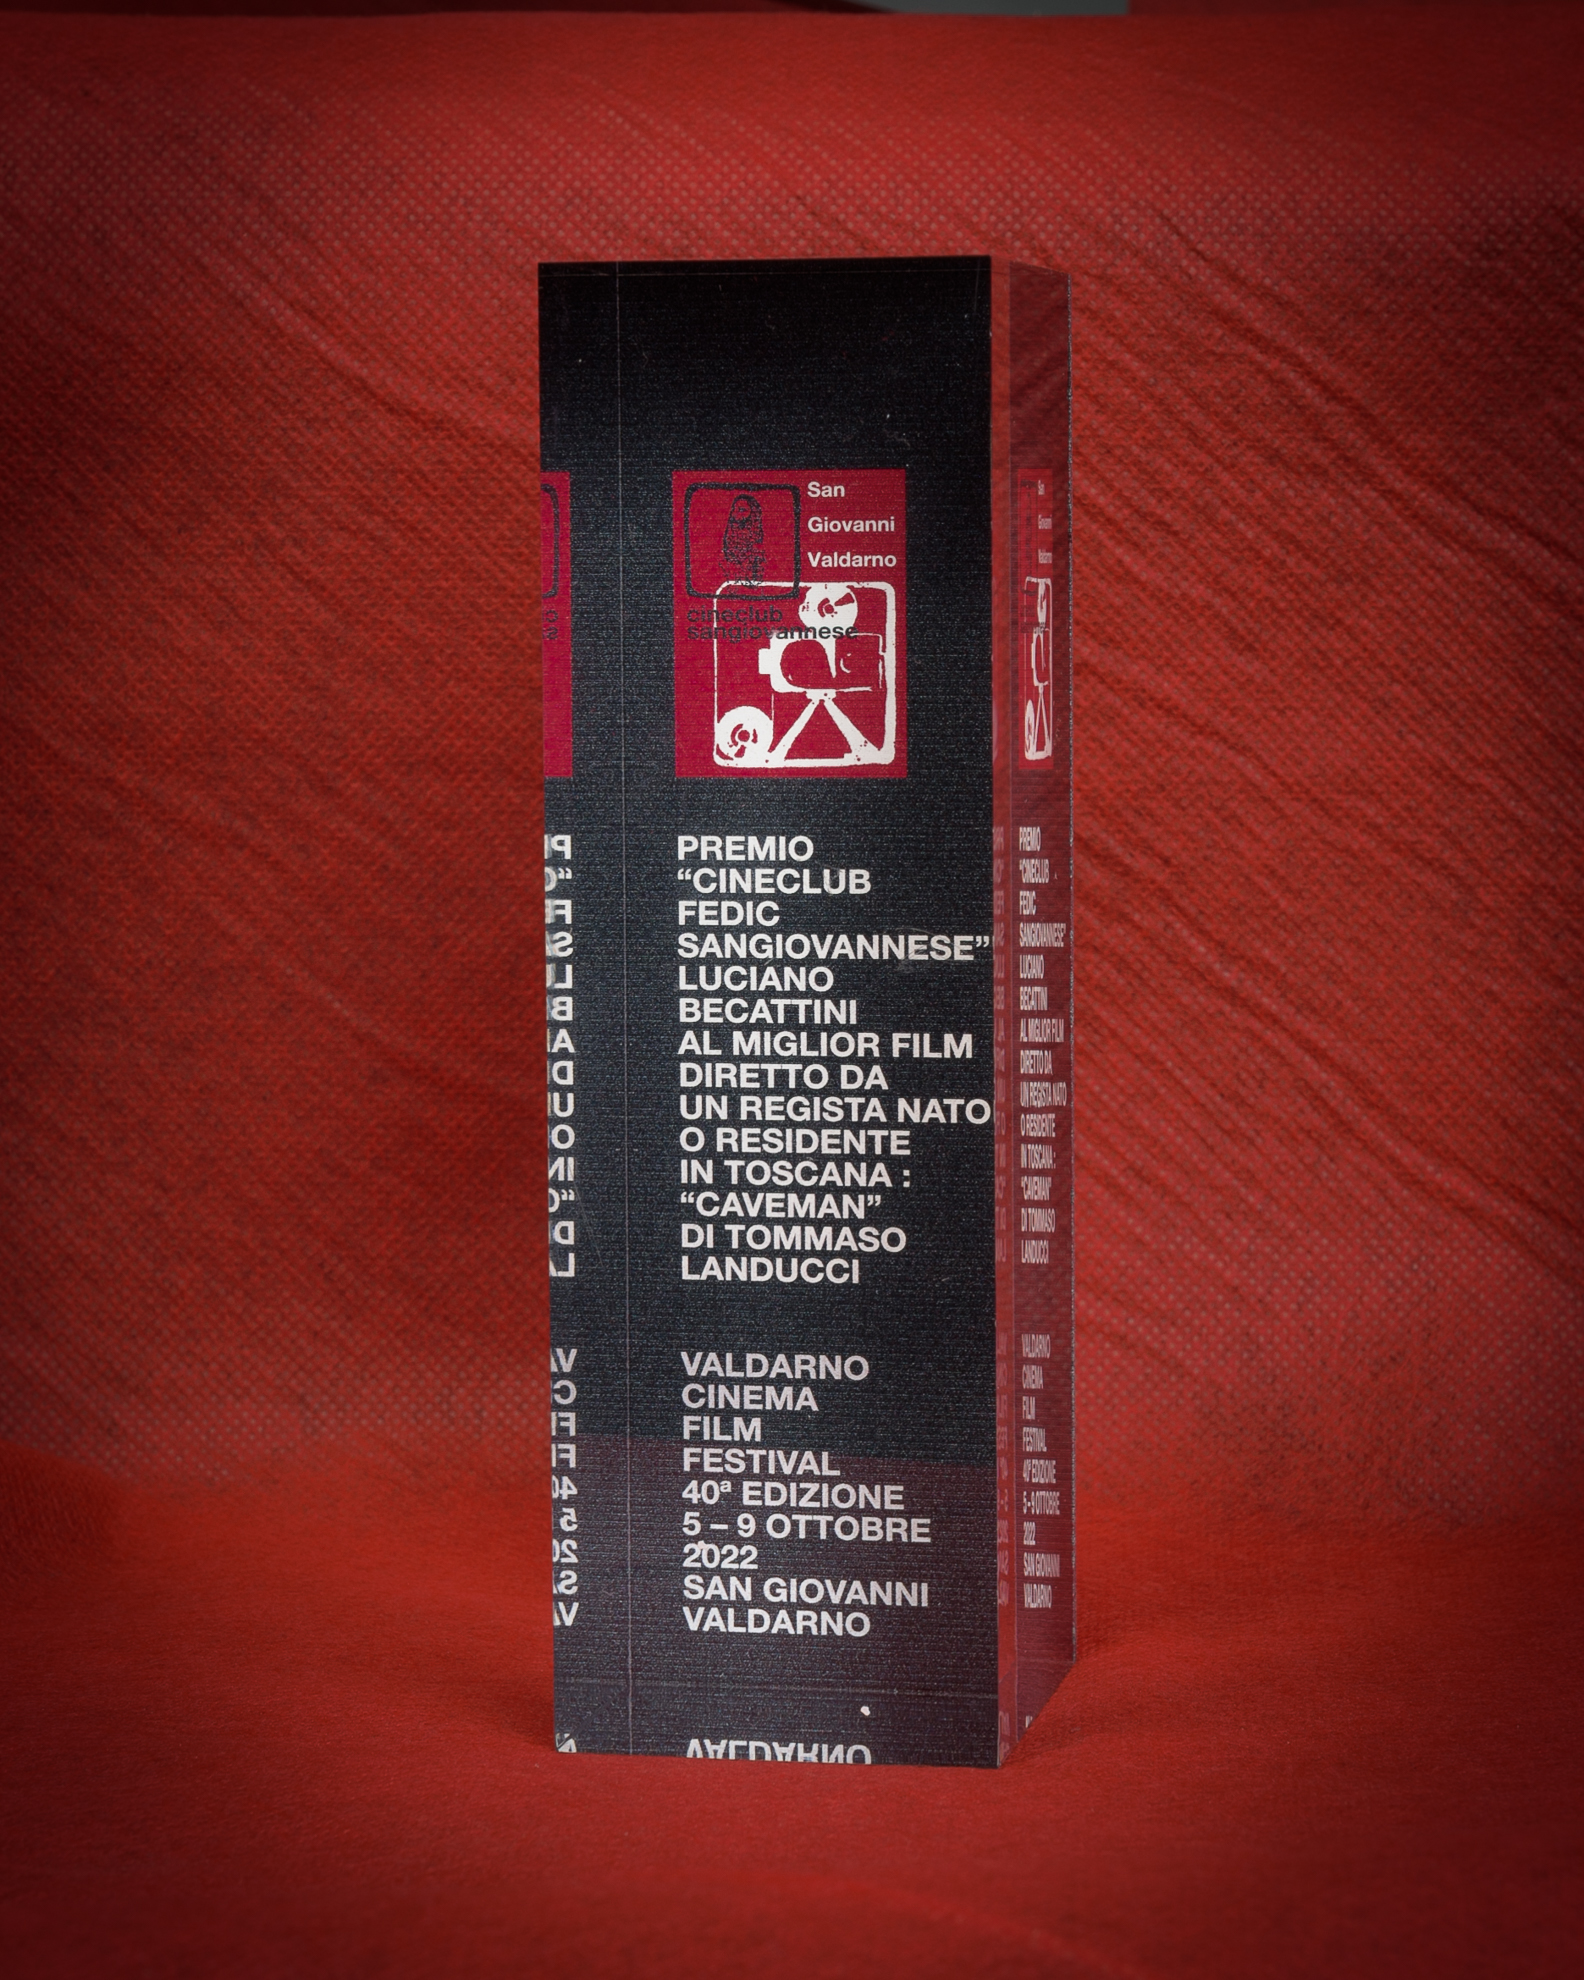 San
Giovanni
Valdarno
cineclub
sangiovannese
PREMIO
“CINECLUB
FEDIC
SANGIOVANNESE”
LUCIANO
BECATTINI
AL MIGLIOR FILM
DIRETTO DA
UN REGISTA NATO
O RESIDENTE
IN TOSCANA :
“CAVEMAN”
DI TOMMASO
LANDUCCI
VALDARNO
CINEMA
FILM
FESTIVAL
40ª EDIZIONE
5 – 9 OTTOBRE
2022
SAN GIOVANNI
VALDARNO